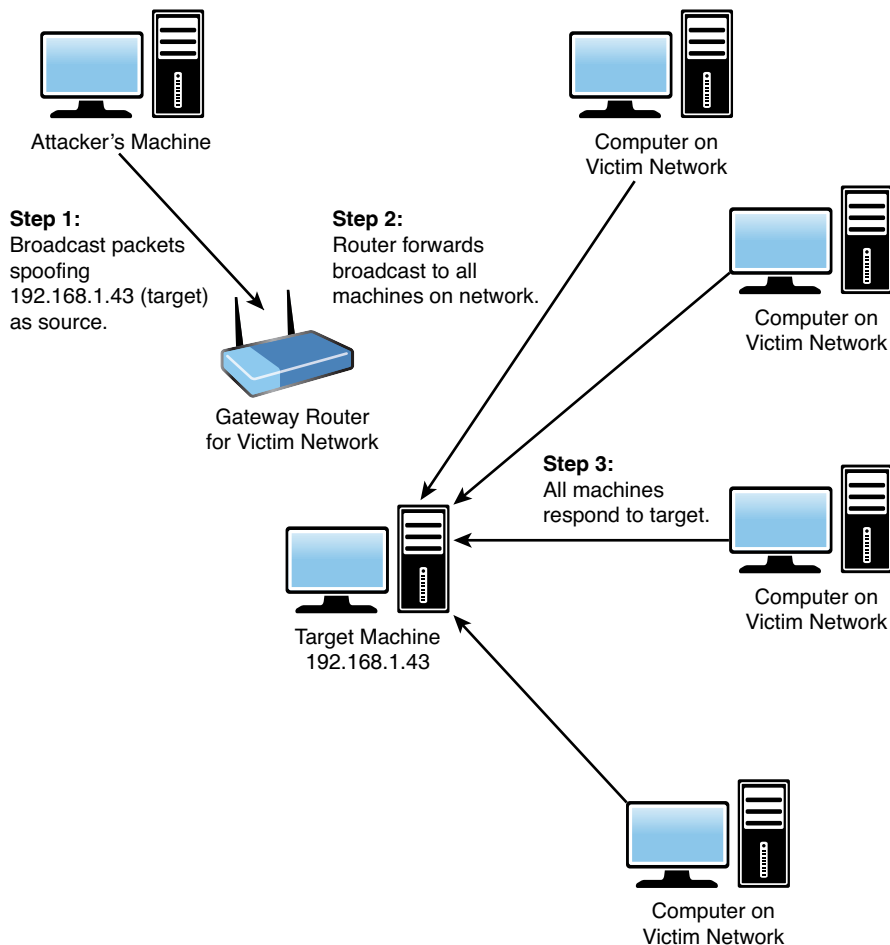 Attacker's Machine
Computer on
Victim Network
Step 1:
Broadcast packets
spoofing
192.168.1.43 (target)
as source.
Step 2:
Router forwards
broadcast to all
machines on network.
Computer on
Victim Network
Gateway Router
for Victim Network
Step 3:
All machines
respond to target.
Computer on
Victim Network
Target Machine
192.168.1.43
Computer on
Victim Network